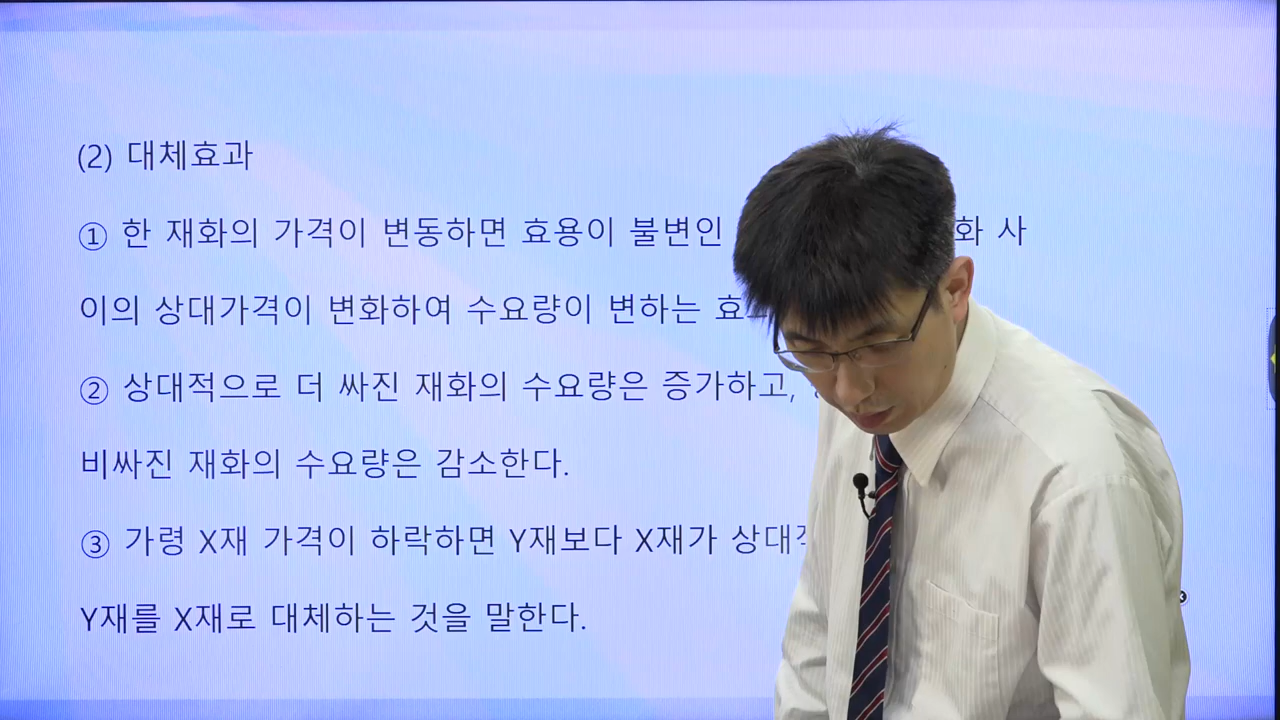 (2) 대체효과
① 한 재화의 가격이 변동하면 효용이 불변인 사
이의 상대가격이 변화하여 수요량이 변하는
② 상대적으로 더 싸진 재화의 수요량은 증가하고,
비싸진 재화의 수요량은 감소한다.
③ 가령 X재 가격이 하락하면 Y재보다 X재가
Y재를 X재로 대체하는 것을 말한다.